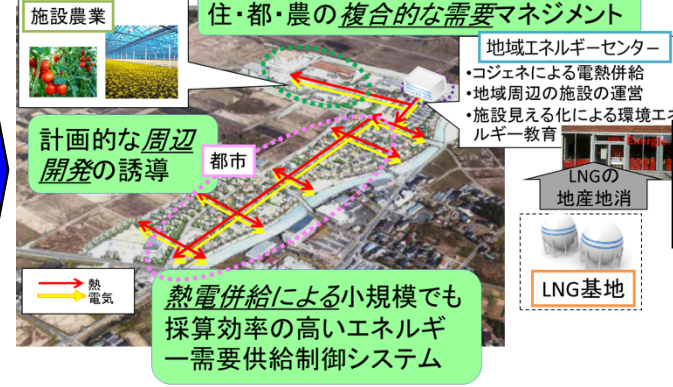 施設農業
住・都・農の複合的な需要マネジメント
地域エネルギーセンター
•コジェネによる電熱併給
•地域周辺の施設の運営
•施設見える化による環境エネ
ルギー教育
計画的な周辺
開発の誘導
都市
LNGの
地産地消
LNG基地
熱
電気
熱電併給による小規模でも
採算効率の高いエネルギ
ー需要供給制御システム